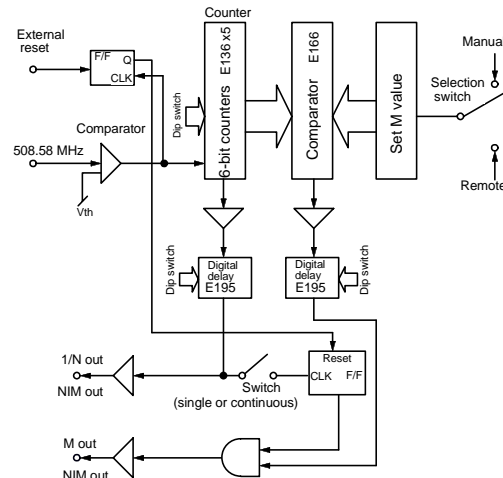 Counter
External
reset
F/F Q
CLK
E136 x5
6-bit counters
Dip switch
E166
Comparator
Set M value
Manual
Selection
switch
Remote
Comparator
508.58 MHz
Vth
Dip switch
Digital
delay
E195
Digital
delay
E195
Dip switch
1/N out
NIM out
Switch
(single or continuous)
Reset
CLK F/F
M out
NIM out